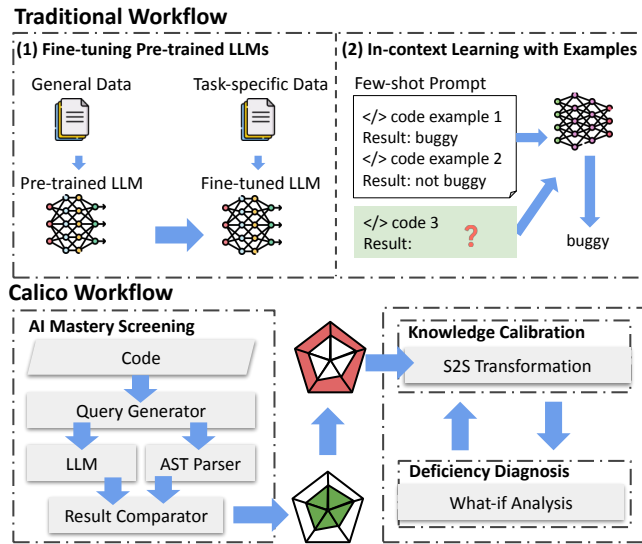 Traditional Workflow
(1) Fine-tuning Pre-trained LLMs
General Data
Task-specific Data
Pre-trained LLM
Fine-tuned LLM
(2) In-context Learning with Examples
Few-shot Prompt
</> code example 1
Result: buggy
</> code example 2
Result: not buggy
</> code 3
Result: ?
buggy
Calico Workflow
AI Mastery Screening
Code
Query Generator
LLM
AST Parser
Result Comparator
Knowledge Calibration
S2S Transformation
Deficiency Diagnosis
What-if Analysis